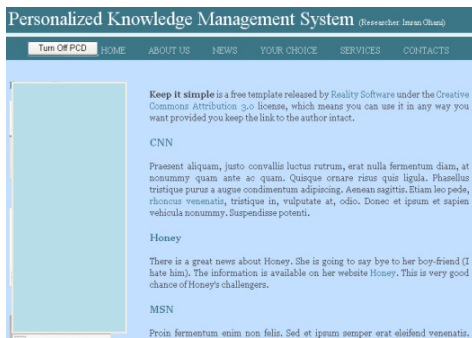 Personalized Knowledge Management System (Researcher: Imran Ghani)
Turn Off PCD HOME ABOUT US NEWS YOUR CHOICE SERVICES CONTACTS
Keep it simple is a free template released by Reality Software under the Creative
Commons Attribution 3.0 license, which means you can use it in any way you
want provided you keep the link to the author intact.
CNN
Praesent aliquam, justo convallis luctus rutrum, erat nulla fermentum diam, at
nonummy quam ante ac quam. Quisque ornare risus quis ligula. Phasellus
tristique purus a augue condimentum adipiscing. Aenean sagittis. Etiam leo pede,
rhoncus venenatis, tristique in, vulputate at, odio. Donec et ipsum et sapien
vehicula nonummy. Suspendisse potenti.
Honey
There is a great news about Honey. She is going to say bye to her boy-friend (I
hate him). The information is available on her website Honey. This is very good
chance of Honey's challengers.
MSN
Proin fermentum enim non felis. Sed et ipsum semper erat eleifend venenatis.